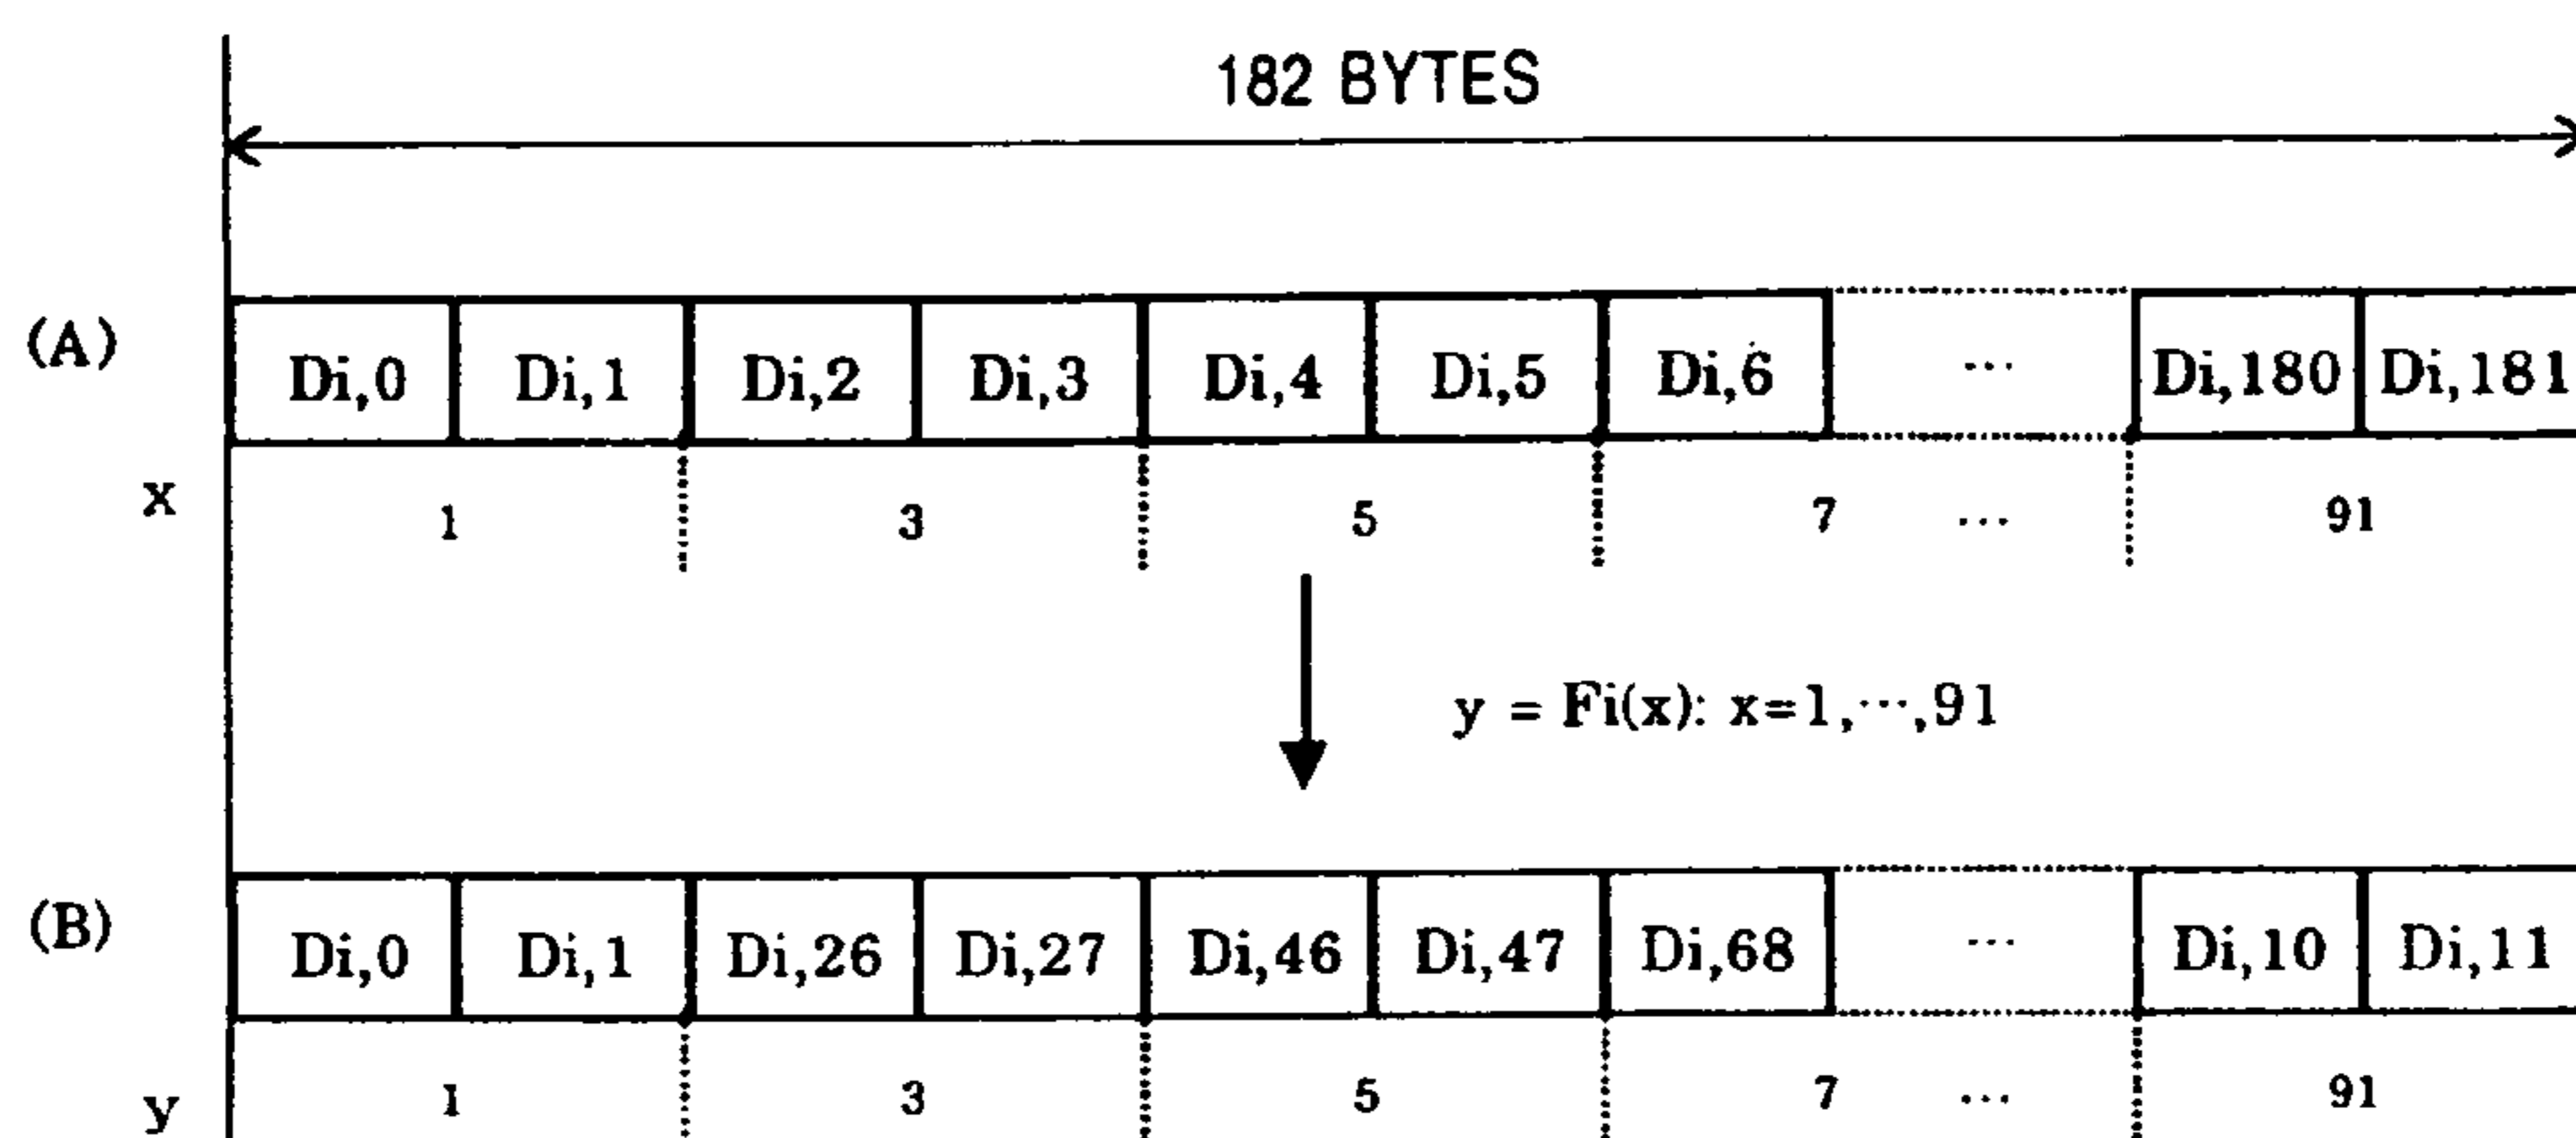 182 BYTES
(A) Di,0 Di,1 Di,2 Di,3 Di,4 Di,5 Di,6 ... Di,180 Di,181
x 1 3 5 7 ... 91
y = Fi(x): x=1,...,91
(B) Di,0 Di,1 Di,26 Di,27 Di,46 Di,47 Di,68 ... Di,10 Di,11
y 1 3 5 7 ... 91